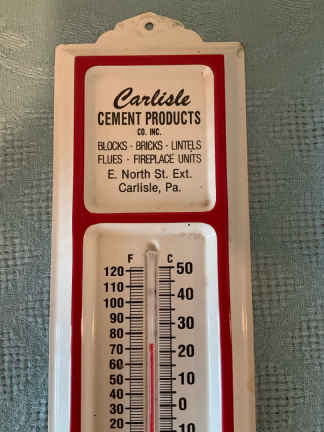 Carlisle
CEMENT PRODUCTS
CO. INC.
BLOCKS - BRICKS - LINTELS
FLUES - FIREPLACE UNITS
E. North St. Ext.
Carlisle, Pa.
F C
120 50
110
100 40
90 30
80
70 20
60
50 10
40
30 0
20 10